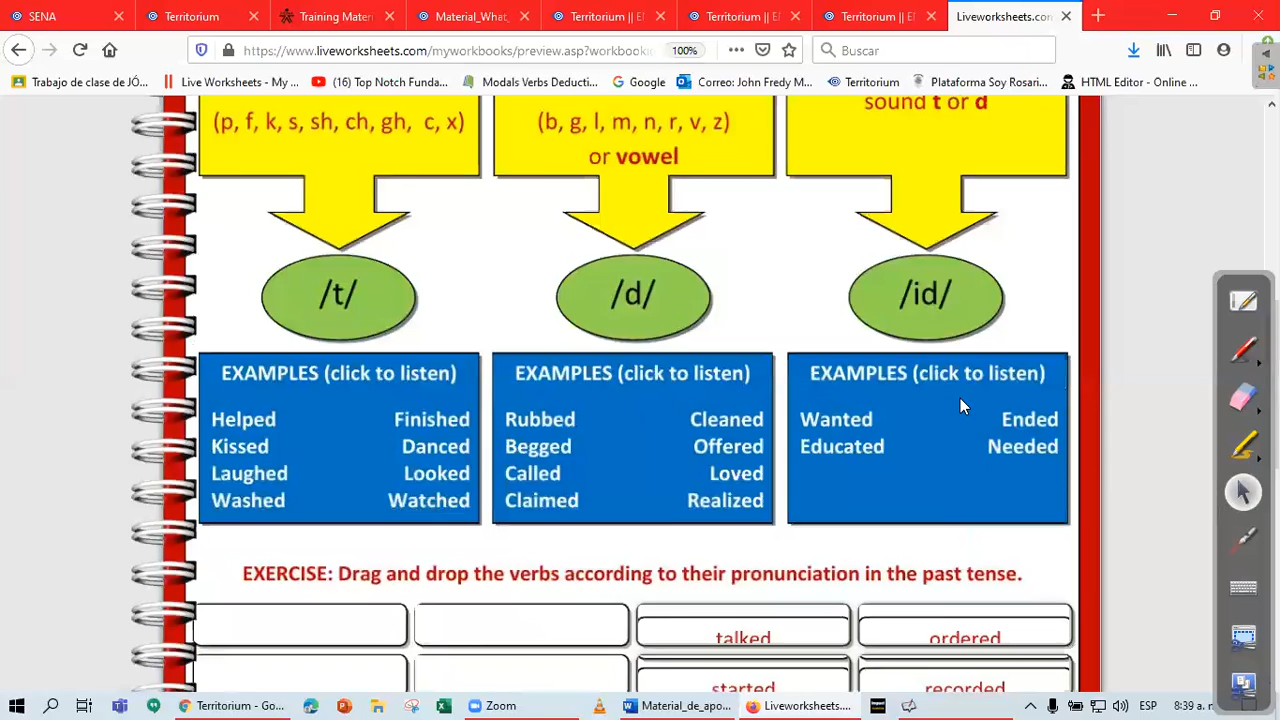 SENA
Territorium
Training Mater
Material_What_
Territorium || E
Territorium || E
Territorium || E
Liveworksheets.co
https://www.liveworksheets.com/myworkbooks/preview.asp?workbook
100%
Buscar
Trabajo de clase de JÓ...
Live Worksheets - My ...
(16) Top Notch Funda...
Modals Verbs Deducti...
Google
Correo: John Fredy M...
Territorium
Plataforma Soy Rosari...
HTML Editor - Online ...
sound t or d
(p, f, k, s, sh, ch, gh, c, x)
(b, g, l, m, n, r, v, z)
or vowel
/t/
/d/
/id/
EXAMPLES (click to listen)
Helped Finished
Kissed Danced
Laughed Looked
Washed Watched
EXAMPLES (click to listen)
Rubbed Cleaned
Begged Offered
Called Loved
Claimed Realized
EXAMPLES (click to listen)
Wanted Ended
Educated Needed
EXERCISE: Drag and drop the verbs according to their pronunciation in the past tense.
talked
ordered
started
recorded
Territorium - Go...
Zoom
Material_de_apo...
Liveworksheets.co...
ESP
8:39 a.